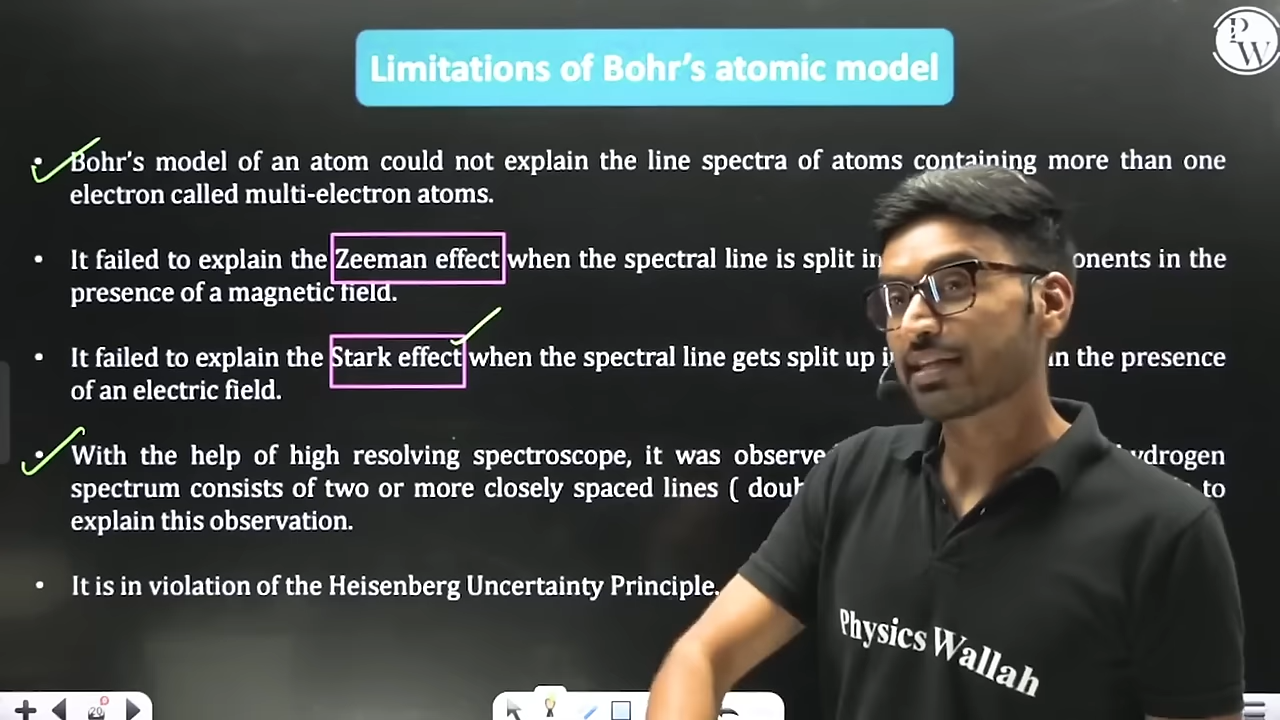 Limitations of Bohr's atomic model
PW
• Bohr's model of an atom could not explain the line spectra of atoms containing more than one
electron called multi-electron atoms.
• It failed to explain the Zeeman effect when the spectral line is split in
onents in the
presence of a magnetic field.
• It failed to explain the Stark effect when the spectral line gets split up
in the presence
of an electric field.
• With the help of high resolving spectroscope, it was observe
ydrogen
spectrum consists of two or more closely spaced lines ( doub
to
explain this observation.
• It is in violation of the Heisenberg Uncertainty Principle.
Physics Wallah
20